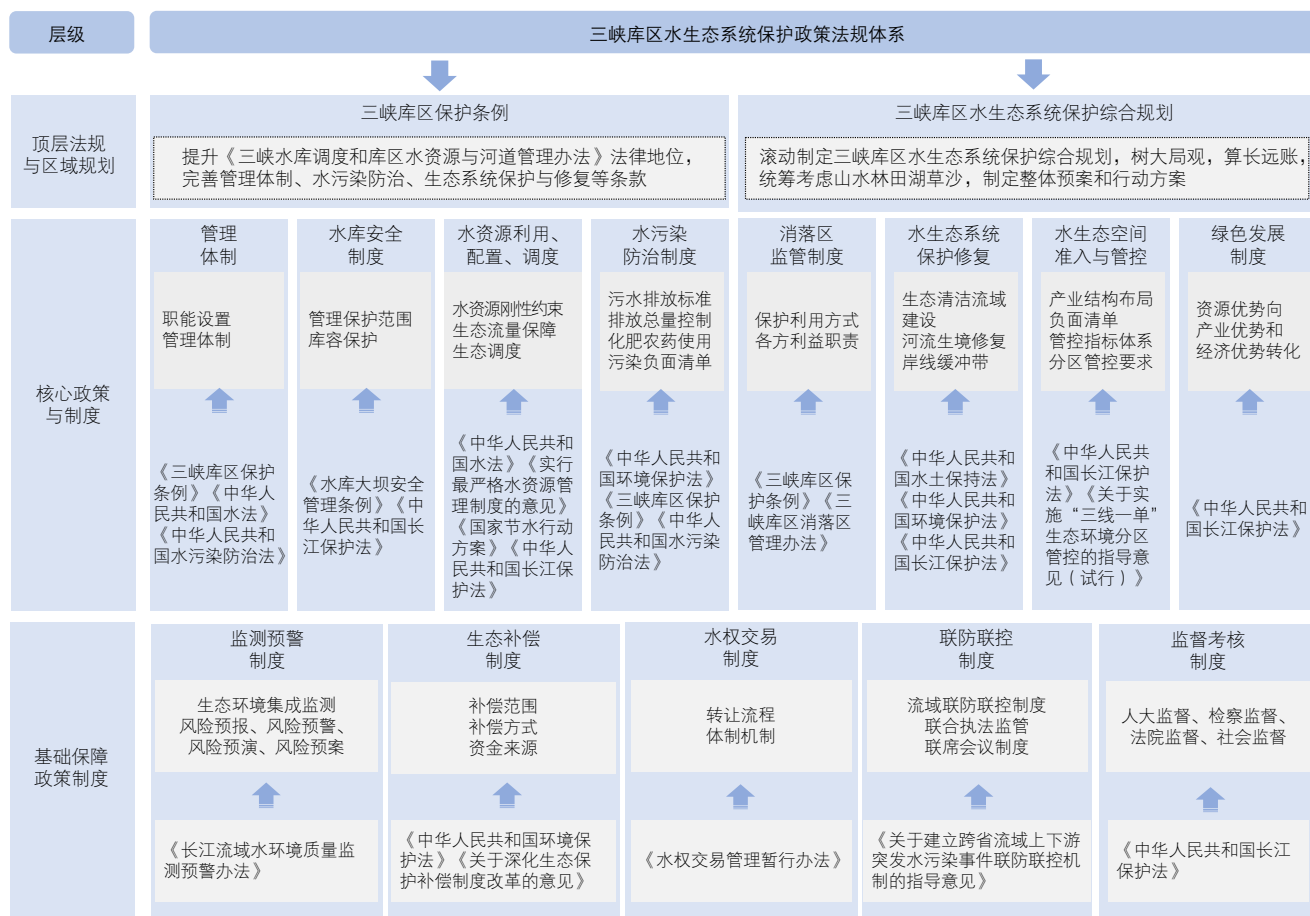 层级
三峡库区水生态系统保护政策法规体系
顶层法规
与区域规划
三峡库区保护条例
提升《三峡水库调度和库区水资源与河道管理办法》法律地位，
完善管理体制、水污染防治、生态系统保护与修复等条款
三峡库区水生态系统保护综合规划
滚动制定三峡库区水生态系统保护综合规划，树大局观，算长远账，
统筹考虑山水林田湖草沙，制定整体预案和行动方案
核心政策
与制度
管理
体制
职能设置
管理体制
《三峡库区保护
条例》《中华人
民共和国水法》
《中华人民共和
国水污染防治法》
水库安全
制度
管理保护范围
库容保护
《水库大坝安全
管理条例》《中
华人民共和国长
江保护法》
水资源利用、
配置、调度
水资源刚性约束
生态流量保障
生态调度
《中华人民共和
国水法》《实行
最严格水资源管
理制度的意见》
《国家节水行动
方案》《中华人
民共和国长江保
护法》
水污染
防治制度
污水排放标准
排放总量控制
化肥农药使用
污染负面清单
《中华人民共和
国环境保护法》
《三峡库区保护
条例》《中华人
民共和国水污染
防治法》
消落区
监管制度
保护利用方式
各方利益职责
《三峡库区保
护条例》《三
峡库区消落区
管理办法》
水生态系统
保护修复
生态清洁流域
建设
河流生境修复
岸线缓冲带
《中华人民共和
国水土保持法》
《中华人民共和
国环境保护法》
《中华人民共和
国长江保护法》
水生态空间
准入与管控
产业结构布局
负面清单
管控指标体系
分区管控要求
《中华人民共
和国长江保护
法》《关于实
施“三线一单”
生态环境分区
管控的指导意
见（试行）》
绿色发展
制度
资源优势向
产业优势和
经济优势转化
《中华人民共和
国长江保护法》
基础保障
政策制度
监测预警
制度
生态环境集成监测
风险预报、风险预警、
风险预演、风险预案
《长江流域水环境质量监
测预警办法》
生态补偿
制度
补偿范围
补偿方式
资金来源
《中华人民共和国环境保
护法》《关于深化生态保
护补偿制度改革的意见》
水权交易
制度
转让流程
体制机制
《水权交易管理暂行办法》
联防联控
制度
流域联防联控制度
联合执法监管
联席会议制度
《关于建立跨省流域上下游
突发水污染事件联防联控机
制的指导意见》
监督考核
制度
人大监督、检察监督、
法院监督、社会监督
《中华人民共和国长江
保护法》